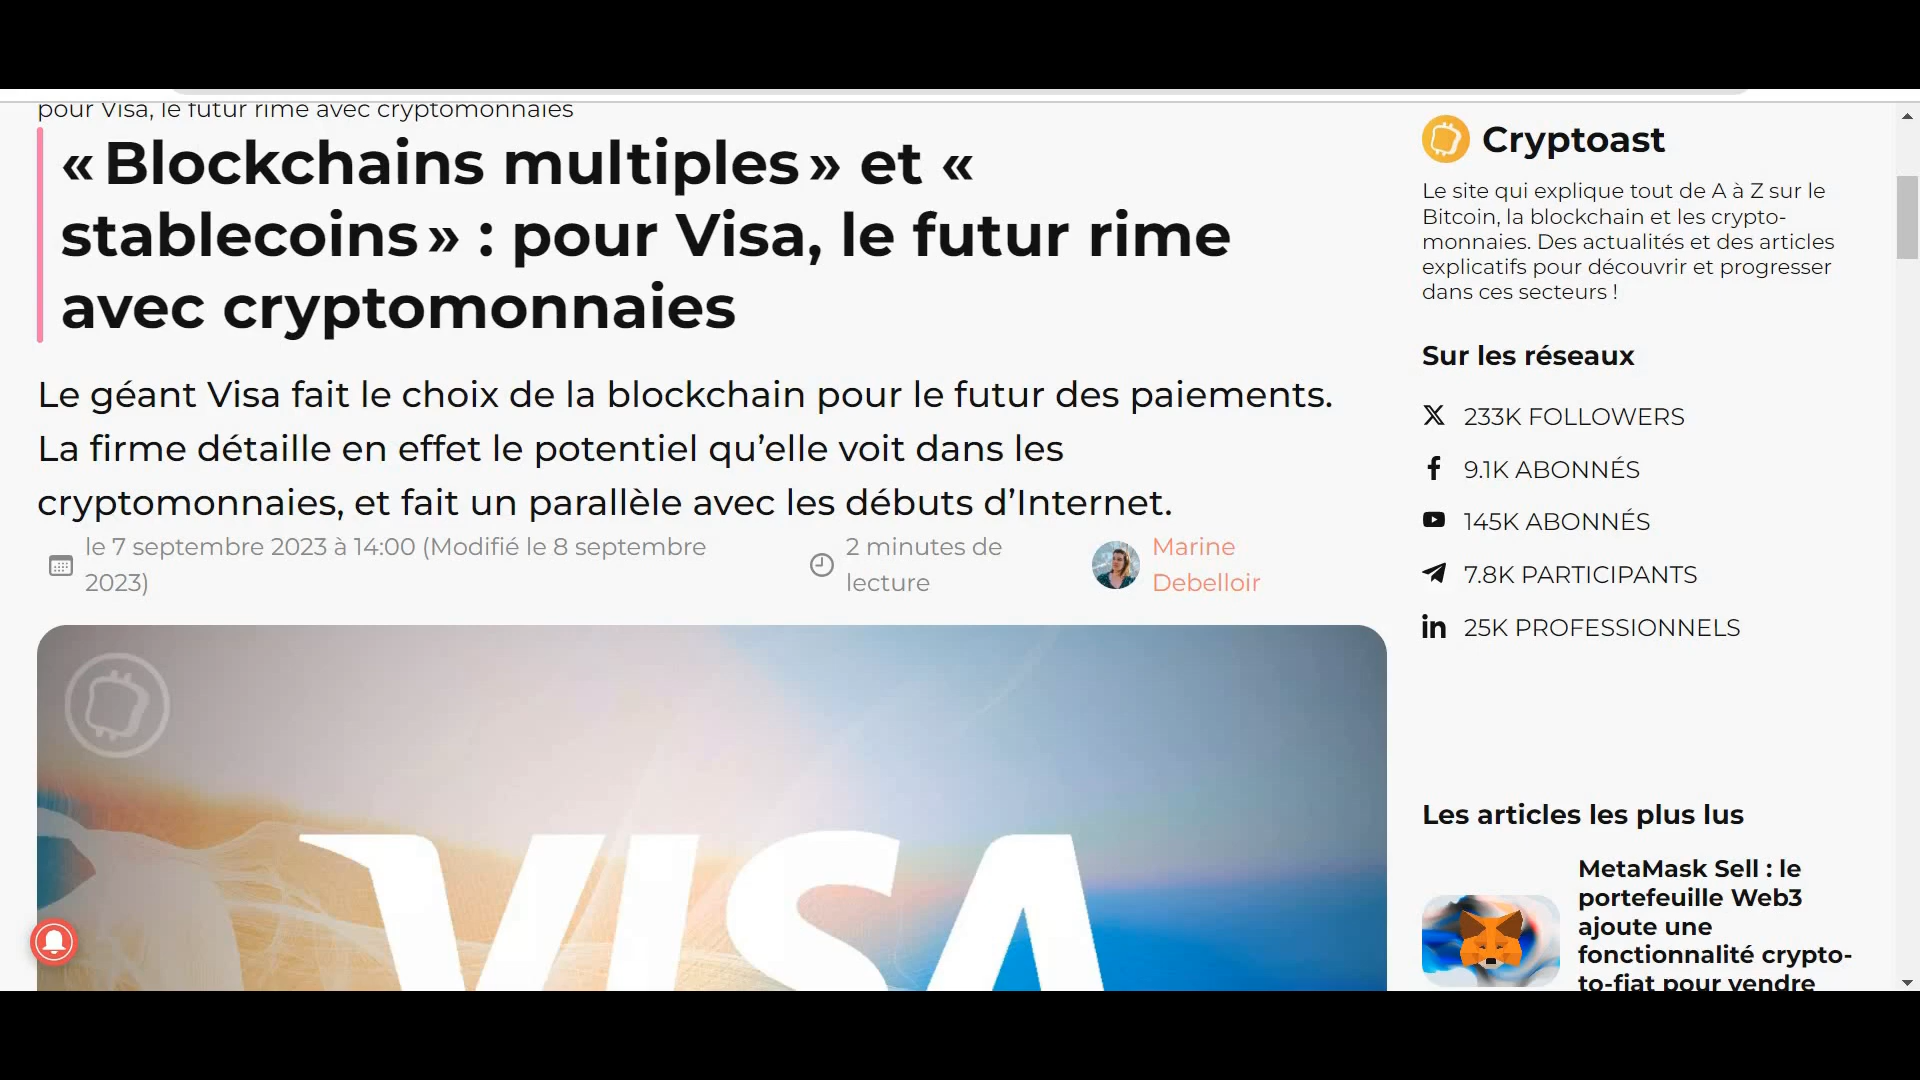 pour Visa, le futur rime avec cryptomonnaies
« Blockchains multiples » et «
stablecoins » : pour Visa, le futur rime
avec cryptomonnaies
Le géant Visa fait le choix de la blockchain pour le futur des paiements.
La firme détaille en effet le potentiel qu’elle voit dans les
cryptomonnaies, et fait un parallèle avec les débuts d’Internet.
le 7 septembre 2023 à 14:00 (Modifié le 8 septembre
2023)
2 minutes de
lecture
Marine
Debelloir
VISA
Cryptoast
Le site qui explique tout de A à Z sur le
Bitcoin, la blockchain et les crypto-
monnaies. Des actualités et des articles
explicatifs pour découvrir et progresser
dans ces secteurs !
Sur les réseaux
233K FOLLOWERS
9.1K ABONNÉS
145K ABONNÉS
7.8K PARTICIPANTS
25K PROFESSIONNELS
Les articles les plus lus
MetaMask Sell : le
portefeuille Web3
ajoute une
fonctionnalité crypto-
to-fiat pour vendre